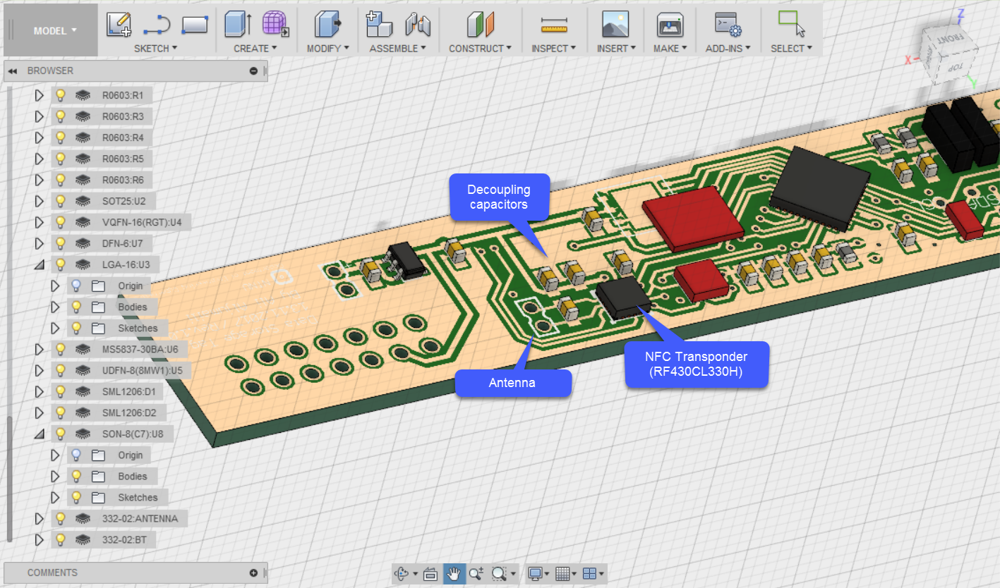 MODEL
SKETCH
CREATE
MODIFY
ASSEMBLE
CONSTRUCT
INSPECT
INSERT
MAKE
ADD-INS
SELECT
Z
FRONT
X
TOP
Y
BROWSER
R0603:R1
R0603:R3
R0603:R4
R0603:R5
R0603:R6
SOT25:U2
VQFN-16(RGT):U4
DFN-6:U7
LGA-16:U3
Origin
Bodies
Sketches
MS5837-30BA:U6
UDFN-8(8MW1):U5
SML1206:D1
SML1206:D2
SON-8(C7):U8
Origin
Bodies
Sketches
332-02:ANTENNA
332-02:BT
Decoupling
capacitors
Antenna
NFC Transponder
(RF430CL330H)
COMMENTS